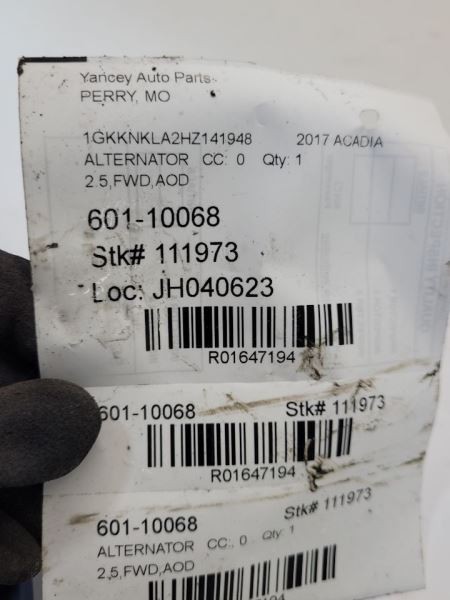 Yancey Auto Parts
PERRY, MO
1GKKNKLA2HZ141948 2017 ACADIA
ALTERNATOR CC: 0 Qty: 1
2.5,FWD,AOD
601-10068
Stk# 111973
Loc: JH040623
R01647194
601-10068 Stk# 111973
R01647194
601-10068 Stk# 111973
ALTERNATOR CC: 0 Qty: 1
2.5,FWD,AOD